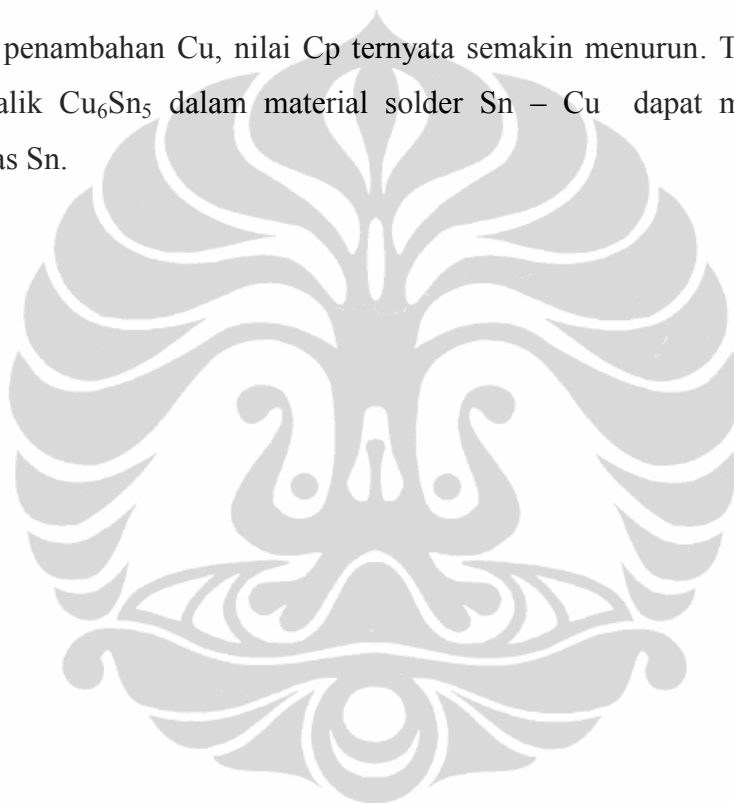 penambahan Cu, nilai Cp ternyata semakin menurun. T
alik Cu₆Sn₅ dalam material solder Sn – Cu dapat m
as Sn.